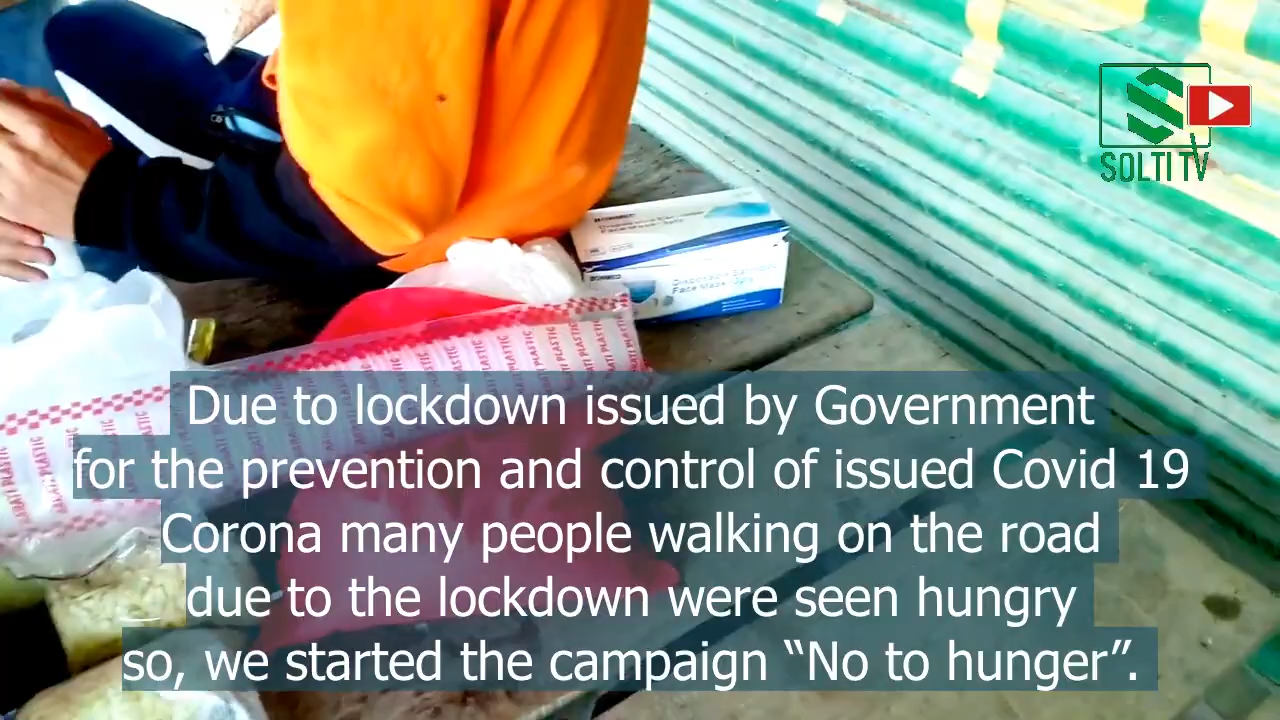 SOLTI TV
Disposable
Face Mask
PLASTIC
Due to lockdown issued by Government
for the prevention and control of issued Covid 19
Corona many people walking on the road
due to the lockdown were seen hungry
so, we started the campaign “No to hunger”.